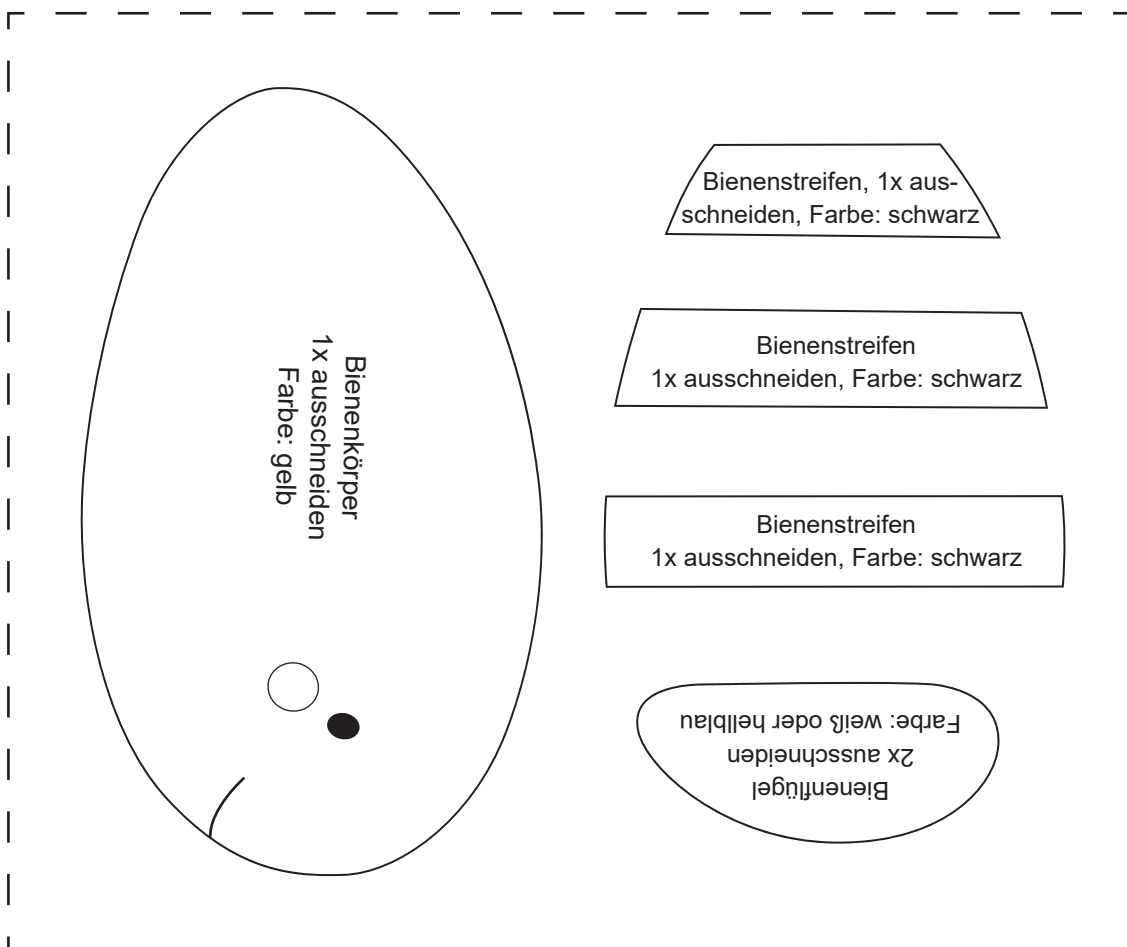 Bienenkörper
1x ausschneiden
Farbe: gelb
Bienenstreifen, 1x aus-
schneiden, Farbe: schwarz
Bienenstreifen
1x ausschneiden, Farbe: schwarz
Bienenstreifen
1x ausschneiden, Farbe: schwarz
Bienenflügel
2x ausschneiden
Farbe: weiß oder hellblau